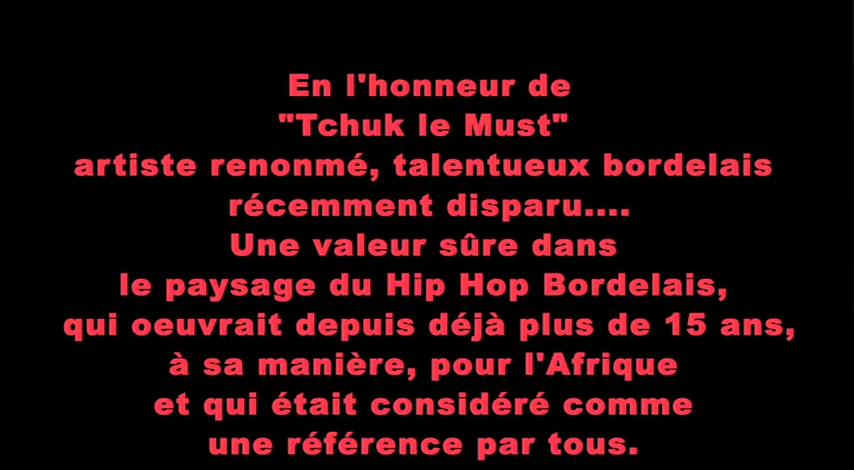 En l'honneur de
"Tchuk le Must"
artiste renonmé, talentueux bordelais
récemment disparu....
Une valeur sûre dans
le paysage du Hip Hop Bordelais,
qui oeuvrait depuis déjà plus de 15 ans,
à sa manière, pour l'Afrique
et qui était considéré comme
une référence par tous.